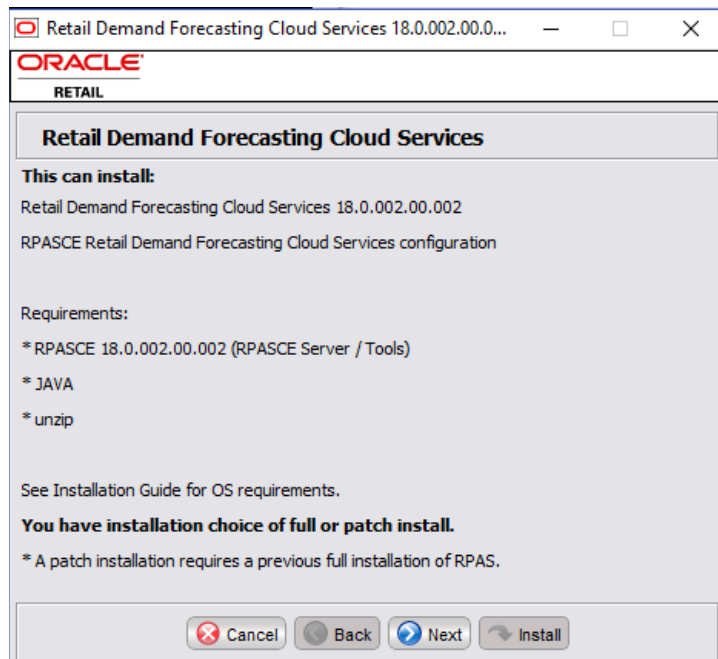 Retail Demand Forecasting Cloud Services 18.0.002.00.0...
ORACLE
RETAIL
Retail Demand Forecasting Cloud Services
This can install:
Retail Demand Forecasting Cloud Services 18.0.002.00.002
RPASCE Retail Demand Forecasting Cloud Services configuration
Requirements:
* RPASCE 18.0.002.00.002 (RPASCE Server / Tools)
* JAVA
* unzip
See Installation Guide for OS requirements.
You have installation choice of full or patch install.
* A patch installation requires a previous full installation of RPAS.
Cancel Back Next Install